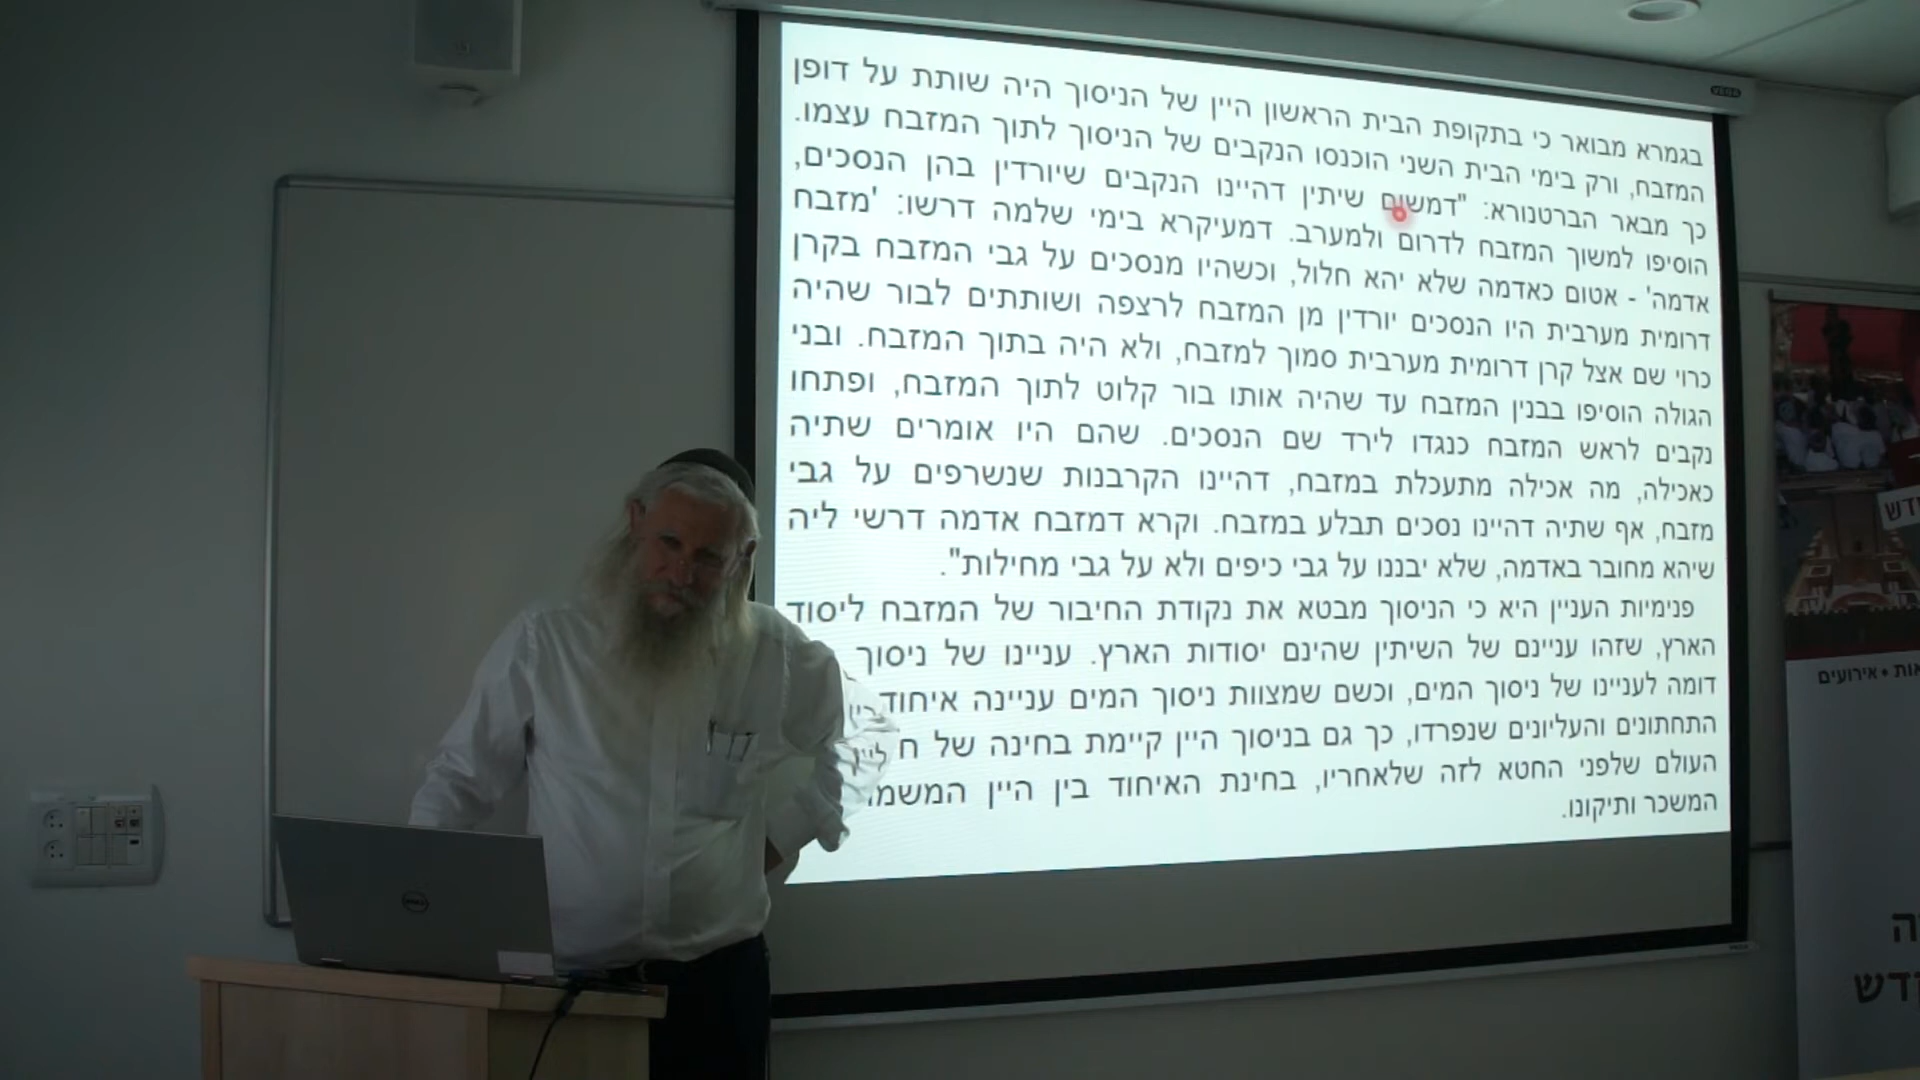 בגמרא מבואר כי בתקופת הבית הראשון היין של הניסוך היה שותת על דופן
המזבח, ורק בימי הבית השני הוכנסו הנקבים של הניסוך לתוך המזבח עצמו.
כך מבאר הברטנורא: "דמשום שיתין דהיינו הנקבים שיורדין בהן הנסכים,
הוסיפו למשוך המזבח לדרום ולמערב. דמעיקרא בימי שלמה דרשו: 'מזבח
אדמה' - אטום כאדמה שלא יהא חלול, וכשהיו מנסכים על גבי המזבח בקרן
דרומית מערבית היו הנסכים יורדין מן המזבח לרצפה ושותתים לבור שהיה
כרוי שם אצל קרן דרומית מערבית סמוך למזבח, ולא היה בתוך המזבח. ובני
הגולה הוסיפו בבנין המזבח עד שהיה אותו בור קלוט לתוך המזבח, ופתחו
נקבים לראש המזבח כנגדו לירד שם הנסכים. שהם היו אומרים שתיה
כאכילה, מה אכילה מתעכלת במזבח, דהיינו הקרבנות שנשרפים על גבי
מזבח, אף שתיה דהיינו נסכים תבלע במזבח. וקרא דמזבח אדמה דרשי ליה
שיהא מחובר באדמה, שלא יבננו על גבי כיפים ולא על גבי מחילות".
פנימיות העניין היא כי הניסוך מבטא את נקודת החיבור של המזבח ליסוד
הארץ, שזהו עניינם של השיתין שהינם יסודות הארץ. עניינו של ניסוך
דומה לעניינו של ניסוך המים, וכשם שמצוות ניסוך המים עניינה איחוד
התחתונים והעליונים שנפרדו, כך גם בניסוך היין קיימת בחינה של
העולם שלפני החטא לזה שלאחריו, בחינת האיחוד בין היין
המשכר ותיקונו.
VEGA
DELL